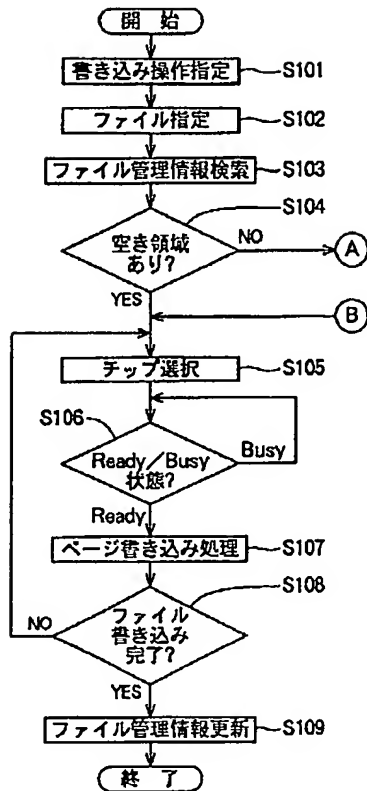 開始
書き込み操作指定 S101
ファイル指定 S102
ファイル管理情報検索 S103
S104
空き領域
あり?
NO
A
YES
B
チップ選択 S105
S106
Ready/Busy
状態?
Busy
Ready
ページ書き込み処理 S107
S108
ファイル
書き込み
完了?
NO
YES
ファイル管理情報更新 S109
終了